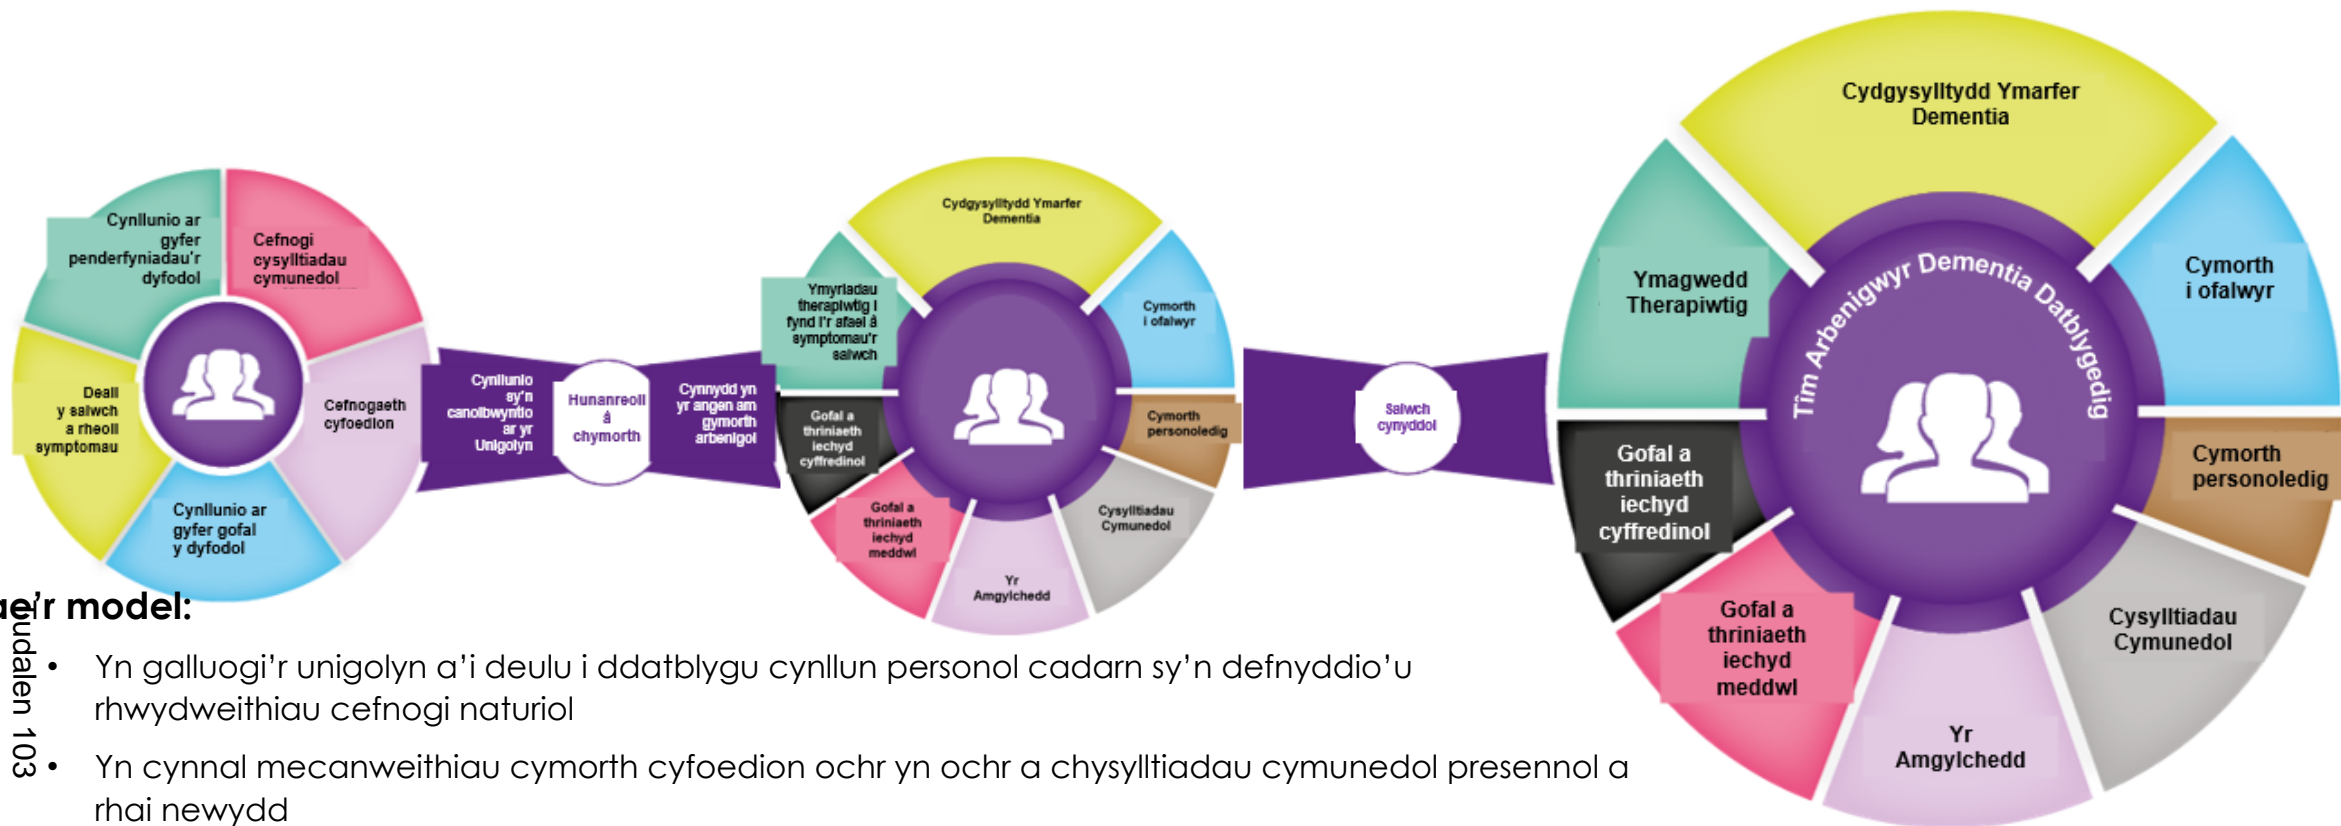 Cynllunio ar
gyfer
penderfyniadau'r
dyfodol
Cefnogi
cysylltiadau
cymunedol
Cefnogaeth
cyfoedion
Cynllunio ar
gyfer gofal
y dyfodol
Deall
y salwch
a rheoli
symptomau
Cynllunio
sy'n
canolbwyntio
ar yr
Unigolyn
Hunanreoli
â
chymorth
Cynnydd yn
yr angen am
gymorth
arbenigol
Cydgysylltydd Ymarfer
Dementia
Cymorth
i ofalwyr
Cymorth
personoledig
Cysylltiadau
Cymunedol
Yr
Amgylchedd
Gofal a
thriniaeth
iechyd
meddwl
Gofal a
thriniaeth
iechyd
cyffredinol
Ymyriadau
therapiwtig i
fynd i'r afael â
symptomau'r
salwch
Salwch
cynyddol
Cydgysylltydd Ymarfer
Dementia
Cymorth
i ofalwyr
Cymorth
personoledig
Cysylltiadau
Cymunedol
Yr
Amgylchedd
Gofal a
thriniaeth
iechyd
meddwl
Gofal a
thriniaeth
iechyd
cyffredinol
Ymagwedd
Therapiwtig
Tîm Arbenigwyr Dementia Datblygedig
ae'r model:
• Yn galluogi'r unigolyn a'i deulu i ddatblygu cynllun personol cadarn sy'n defnyddio'u
rhwydweithiau cefnogi naturiol
• Yn cynnal mecanweithiau cymorth cyfoedion ochr yn ochr a chysylltiadau cymunedol presennol a
rhai newydd
Tudalen 103